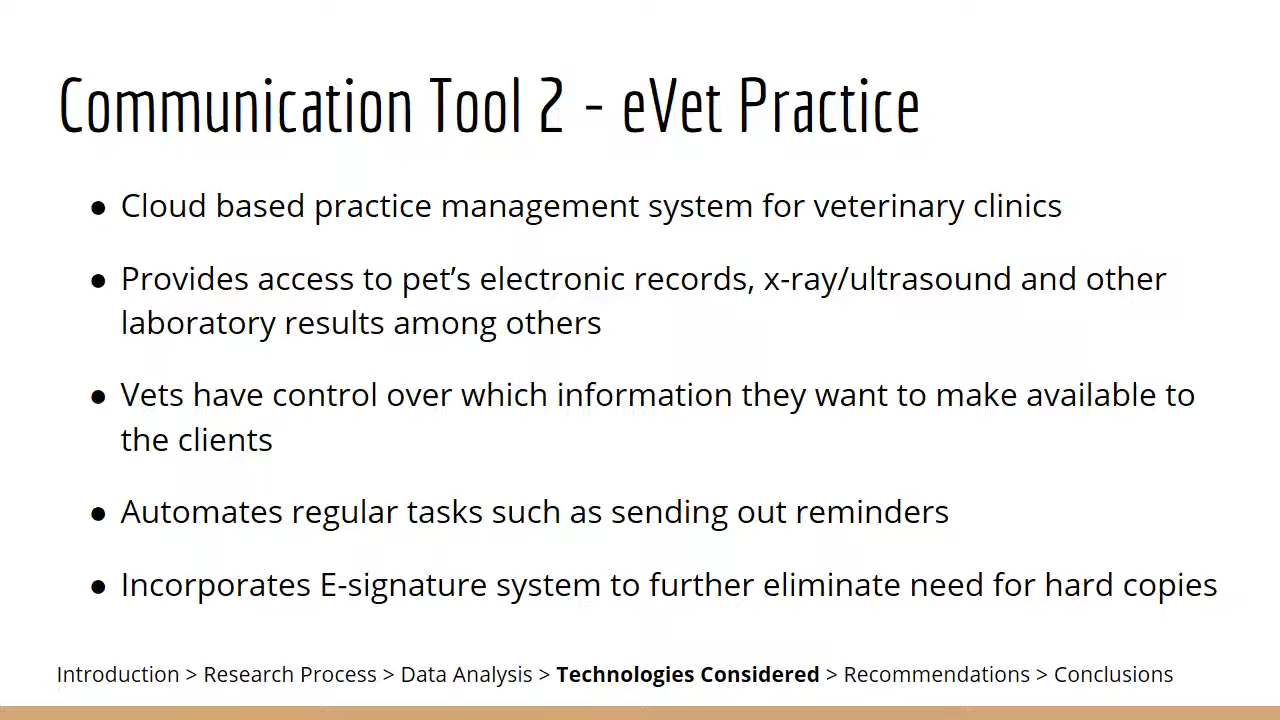 Communication Tool 2 - eVet Practice
● Cloud based practice management system for veterinary clinics
● Provides access to pet’s electronic records, x-ray/ultrasound and other
laboratory results among others
● Vets have control over which information they want to make available to
the clients
● Automates regular tasks such as sending out reminders
● Incorporates E-signature system to further eliminate need for hard copies
Introduction > Research Process > Data Analysis > Technologies Considered > Recommendations > Conclusions